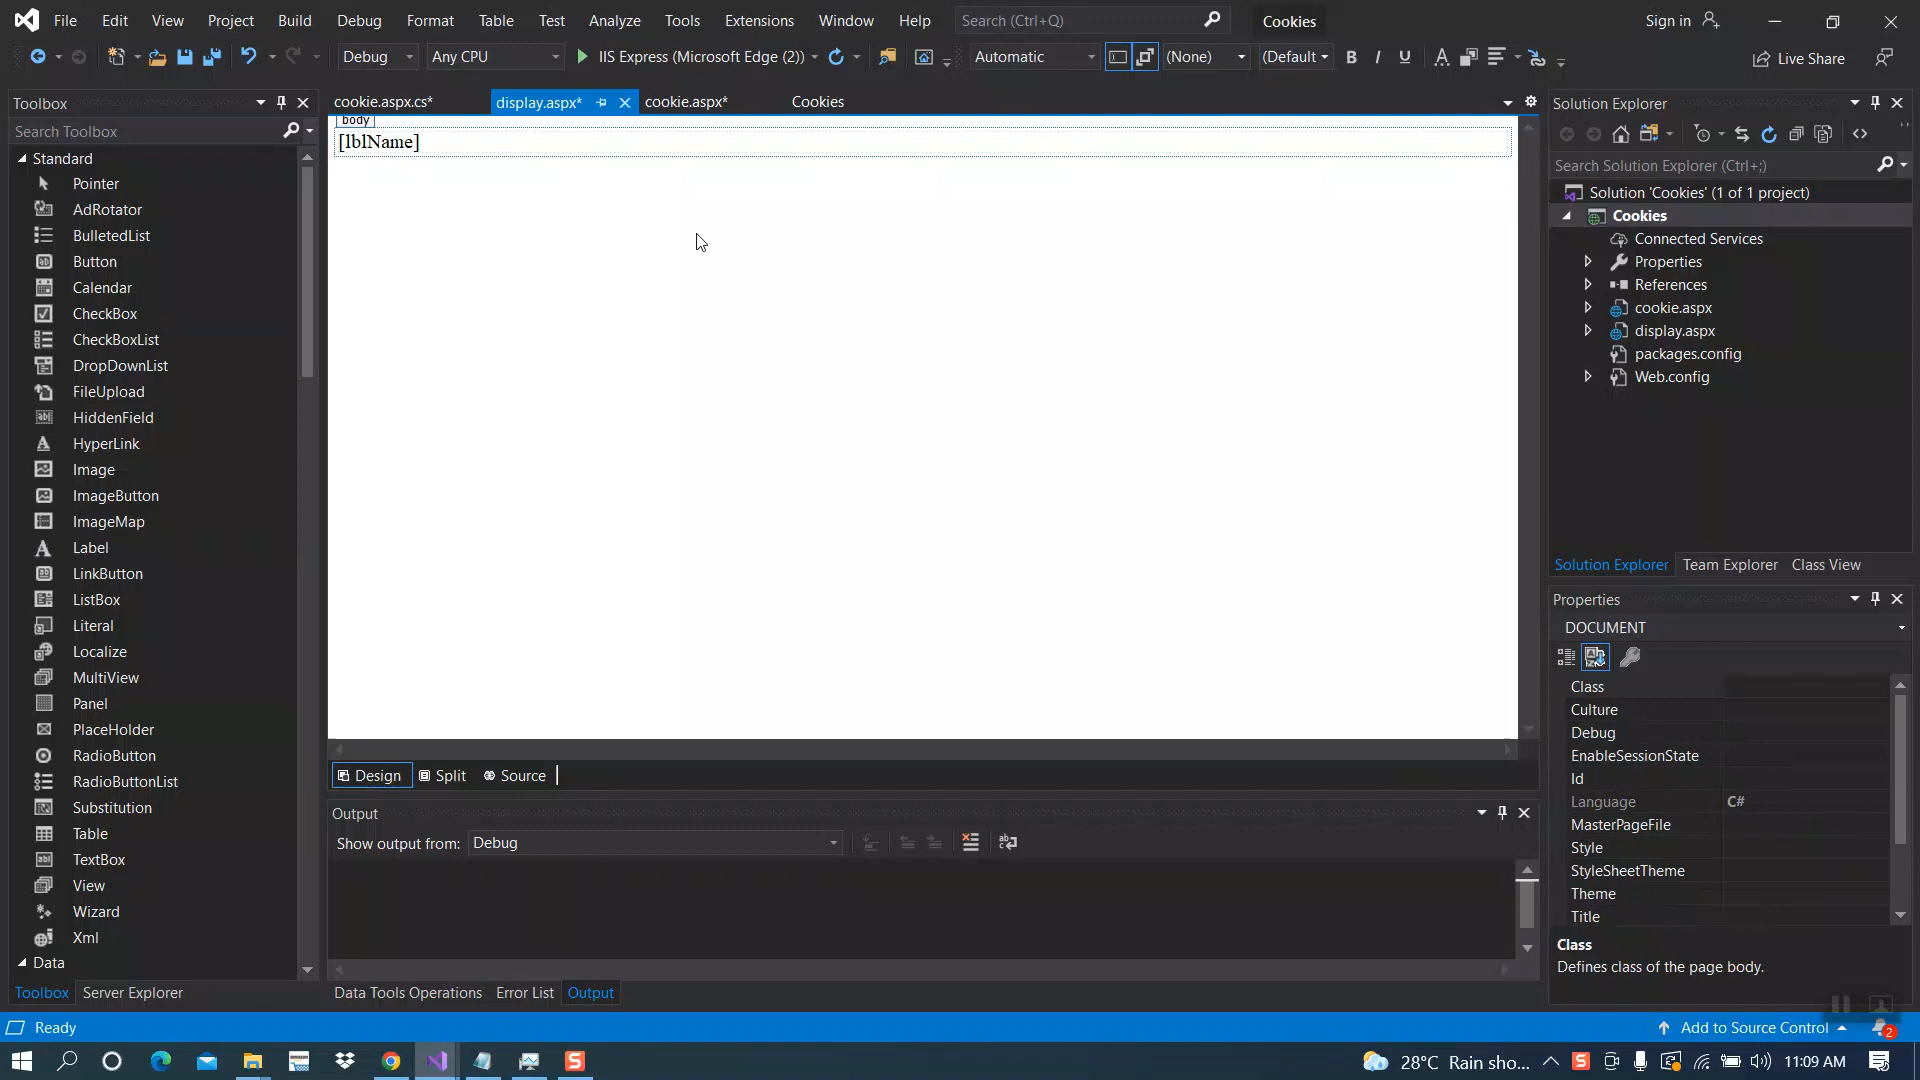 File Edit View Project Build Debug Format Table Test Analyze Tools Extensions Window Help Search (Ctrl+Q) Cookies Sign in
Debug Any CPU IIS Express (Microsoft Edge (2)) Automatic (None) (Default B I U A Live Share
Toolbox
Search Toolbox
Standard
Pointer
AdRotator
BulletedList
Button
Calendar
CheckBox
CheckBoxList
DropDownList
FileUpload
HiddenField
HyperLink
Image
ImageButton
ImageMap
Label
LinkButton
ListBox
Literal
Localize
MultiView
Panel
PlaceHolder
RadioButton
RadioButtonList
Substitution
Table
TextBox
View
Wizard
Xml
Data
Toolbox Server Explorer
cookie.aspx.cs* display.aspx* cookie.aspx* Cookies
body
[lblName]
Design Split Source
Output
Show output from: Debug
Data Tools Operations Error List Output
Solution Explorer
Search Solution Explorer (Ctrl+;)
Solution 'Cookies' (1 of 1 project)
Cookies
Connected Services
Properties
References
cookie.aspx
display.aspx
packages.config
Web.config
Solution Explorer Team Explorer Class View
Properties
DOCUMENT
Class
Culture
Debug
EnableSessionState
Id
Language C#
MasterPageFile
Style
StyleSheetTheme
Theme
Title
Class
Defines class of the page body.
Ready Add to Source Control 2
28°C Rain sho... 11:09 AM